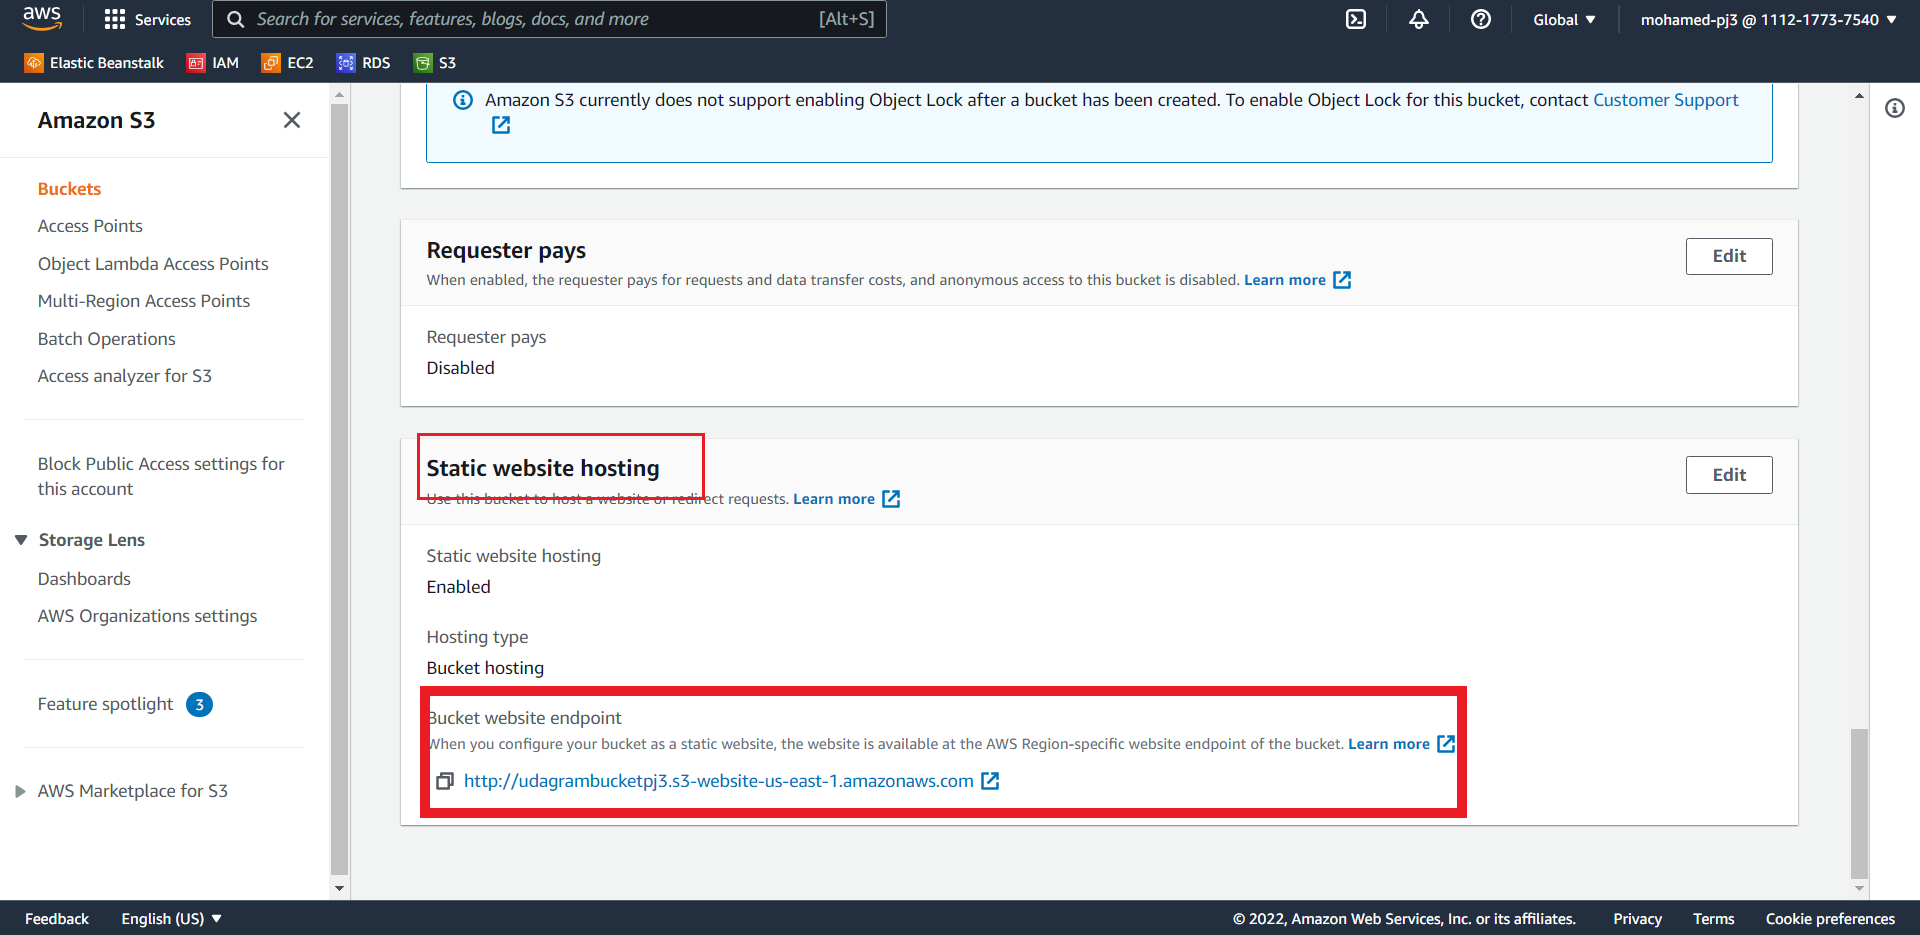 aws
Services
Search for services, features, blogs, docs, and more
[Alt+S]
Global ▼
mohamed-pj3 @ 1112-1773-7540 ▼
Elastic Beanstalk
IAM
EC2
RDS
S3
Amazon S3
Buckets
Access Points
Object Lambda Access Points
Multi-Region Access Points
Batch Operations
Access analyzer for S3
Block Public Access settings for
this account
Storage Lens
Dashboards
AWS Organizations settings
Feature spotlight 3
AWS Marketplace for S3
Amazon S3 currently does not support enabling Object Lock after a bucket has been created. To enable Object Lock for this bucket, contact Customer Support
Requester pays
Edit
When enabled, the requester pays for requests and data transfer costs, and anonymous access to this bucket is disabled. Learn more
Requester pays
Disabled
Static website hosting
Edit
Use this bucket to host a website or redirect requests. Learn more
Static website hosting
Enabled
Hosting type
Bucket hosting
Bucket website endpoint
When you configure your bucket as a static website, the website is available at the AWS Region-specific website endpoint of the bucket. Learn more
http://udagrambucketpj3.s3-website-us-east-1.amazonaws.com
Feedback
English (US) ▼
© 2022, Amazon Web Services, Inc. or its affiliates.
Privacy
Terms
Cookie preferences